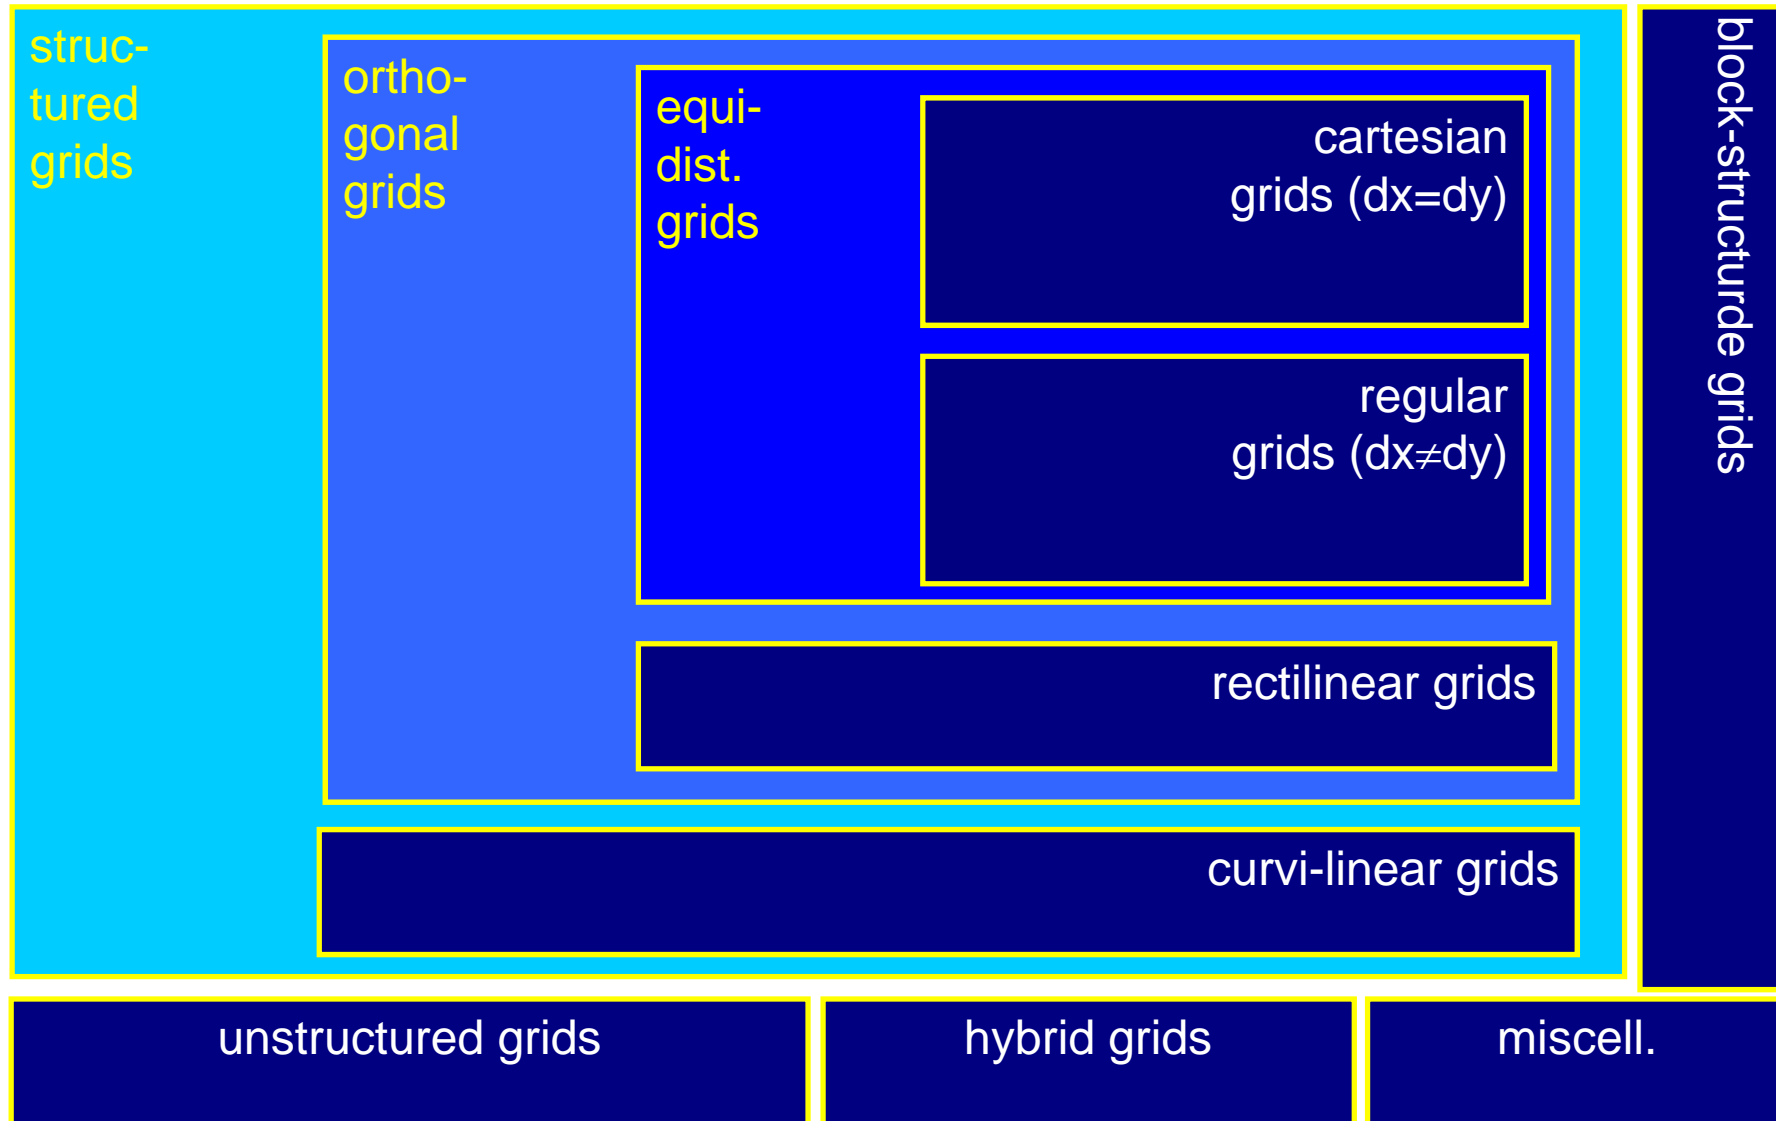 struc-
tured
grids
ortho-
gonal
grids
equi-
dist.
grids
cartesian
grids (dx=dy)
regular
grids (dx≠dy)
rectilinear grids
curvi-linear grids
block-structurde grids
unstructured grids
hybrid grids
miscell.